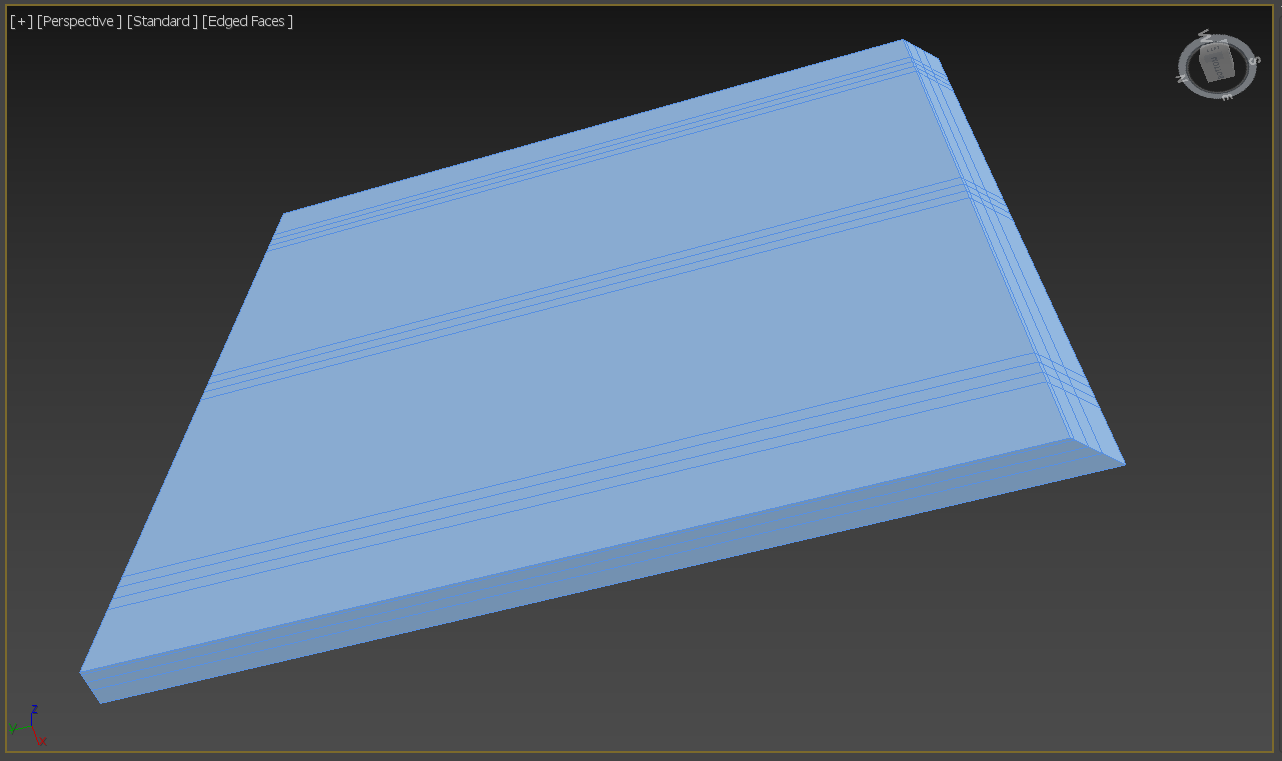 [+] [Perspective ] [Standard ] [Edged Faces ]
W
S
N
E
z
y
x